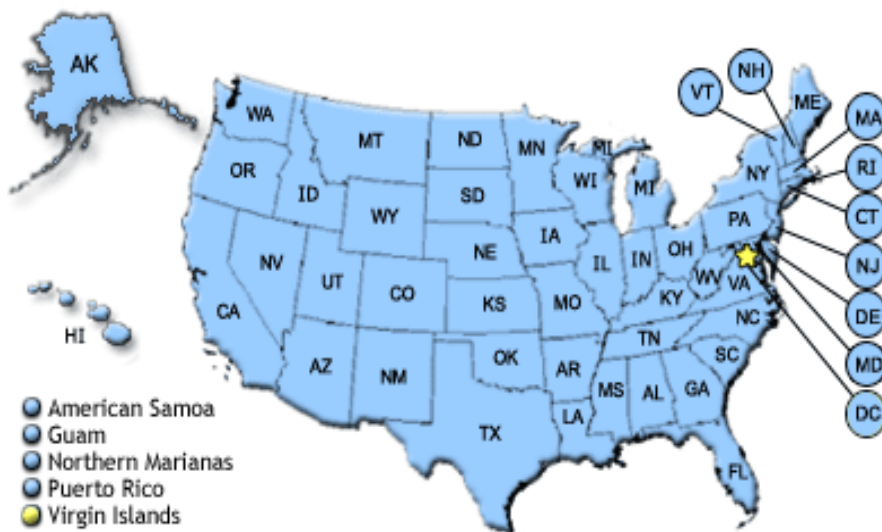 AK
NH
VT
ME
WA
MA
MT
ND
MN
MI
OR
RI
NY
ID
SD
WI
MI
WY
CT
PA
IA
NE
OH
NV
IL
IN
NJ
UT
WV
VA
CO
CA
KS
MO
KY
DE
NC
HI
TN
OK
SC
AZ
NM
AR
MD
MS
AL
GA
DC
LA
TX
FL
American Samoa
Guam
Northern Marianas
Puerto Rico
Virgin Islands